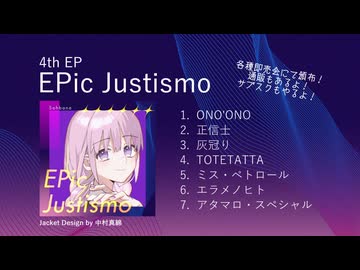 4th EP
EPic Justismo
各種即売会にて頒布！
通販もあるよ！
サブスクもやるよ！
Sakkuno
EPic
Justismo
Jacket Design by 中村真綿
1. ONO'ONO
2. 正信士
3. 灰冠り
4. TOTETATTA
5. ミス・ペトロール
6. エラメノヒト
7. アタマロ・スペシャル